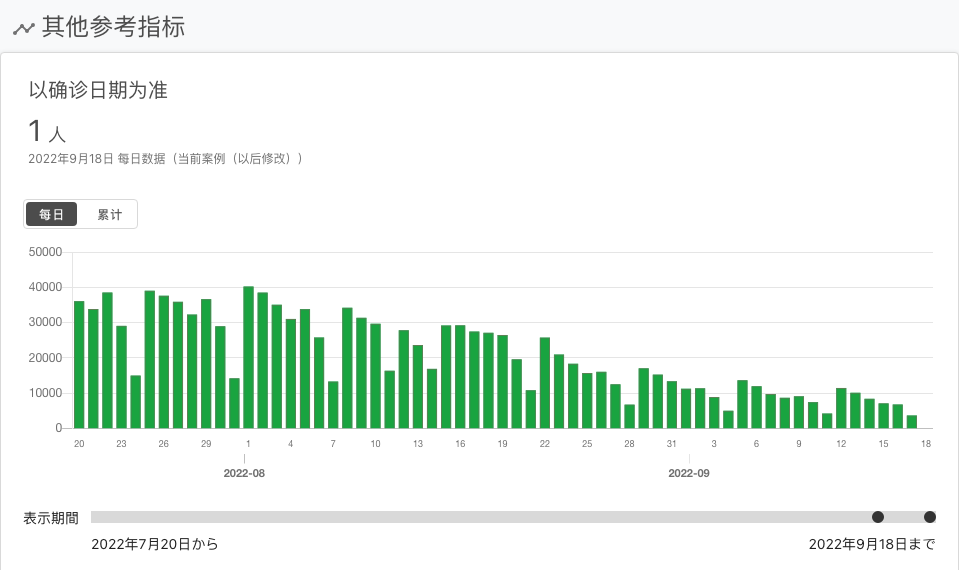 其他参考指标
以确诊日期为准
1 人
2022年9月18日 每日数据（当前案例（以后修改））
每日 累计
50000
40000
30000
20000
10000
0
20 23 26 29 1 4 7 10 13 16 19 22 25 28 31 3 6 9 12 15 18
2022-08 2022-09
表示期間
2022年7月20日から 2022年9月18日まで